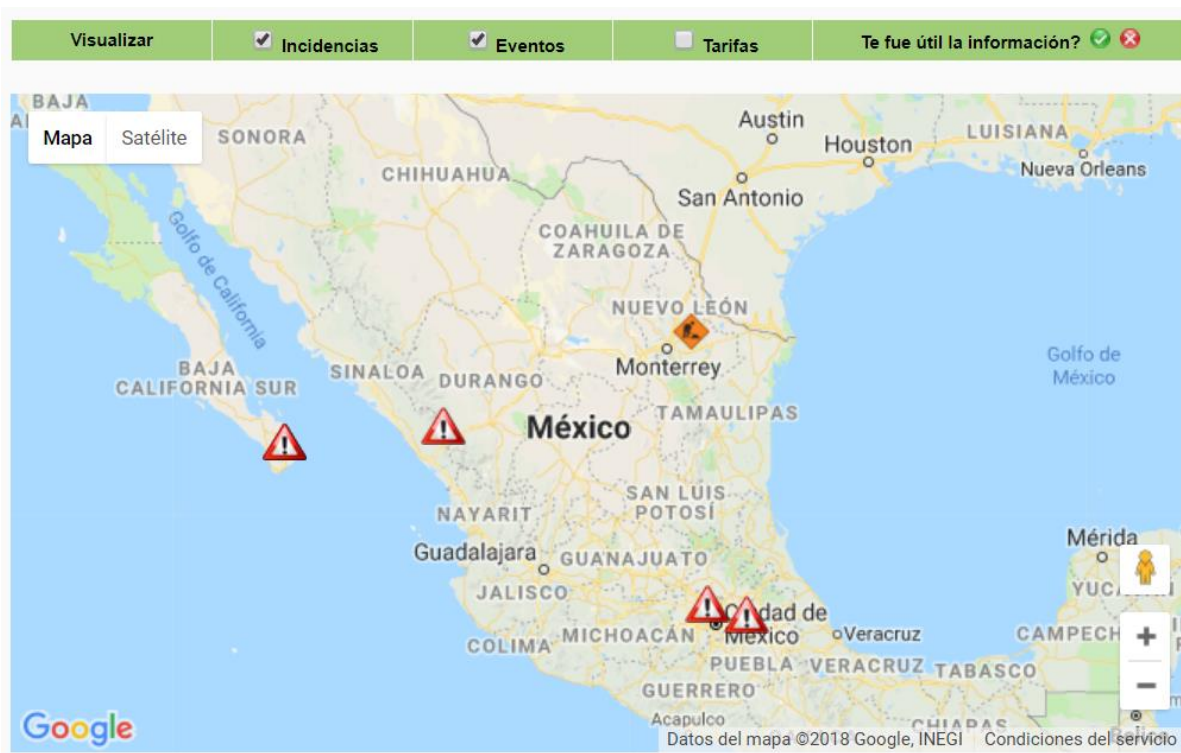 Visualizar Incidencias Eventos Tarifas Te fue útil la información?
BAJA
Mapa Satélite
SONORA
CHIHUAHUA
Austin
Houston
LUISIANA
Nueva Orleans
San Antonio
Golfo de California
COAHUILA DE
ZARAGOZA
NUEVO LEÓN
Monterrey
Golfo de
México
BAJA
CALIFORNIA SUR
SINALOA
DURANGO
TAMAULIPAS
México
SAN LUIS
POTOSÍ
NAYARIT
Guadalajara
GUANAJUATO
Mérida
JALISCO
Ciudad de
México
MICHOACÁN
COLIMA
Veracruz
CAMPECH
PUEBLA
VERACRUZ
TABASCO
GUERRERO
Acapulco
CHIAPAS
Google
Datos del mapa ©2018 Google, INEGI Condiciones del servicio